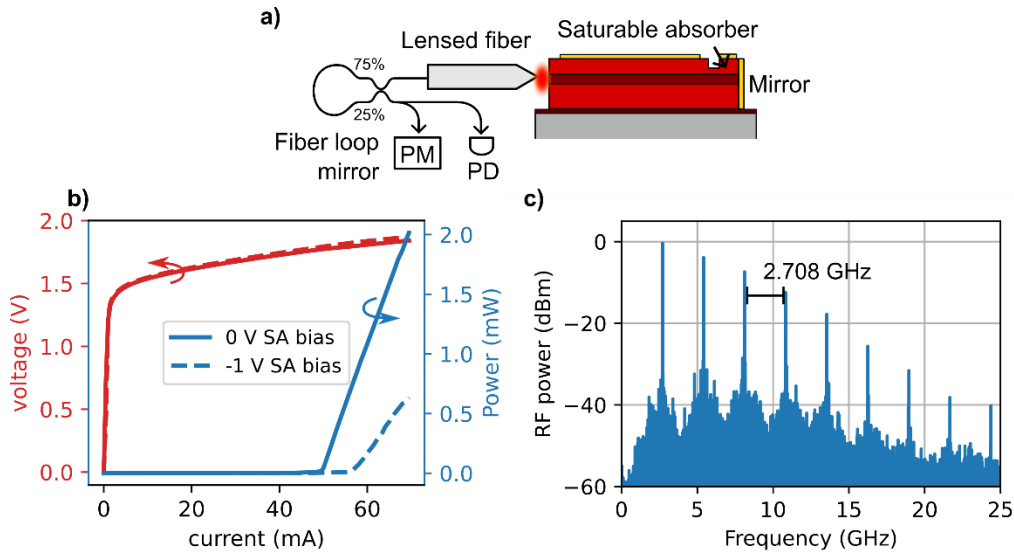 a)
Saturable absorber
Lensed fiber
75%
25%
Mirror
Fiber loop
mirror
PM
PD
b)
voltage (V)
2.0
1.5
1.0
0.5
0.0
0 V SA bias
-1 V SA bias
2.0
1.5
1.0
0.5
0.0
Power (mW)
0
20
40
60
current (mA)
c)
RF power (dBm)
0
−20
−40
−60
2.708 GHz
0
5
10
15
20
25
Frequency (GHz)